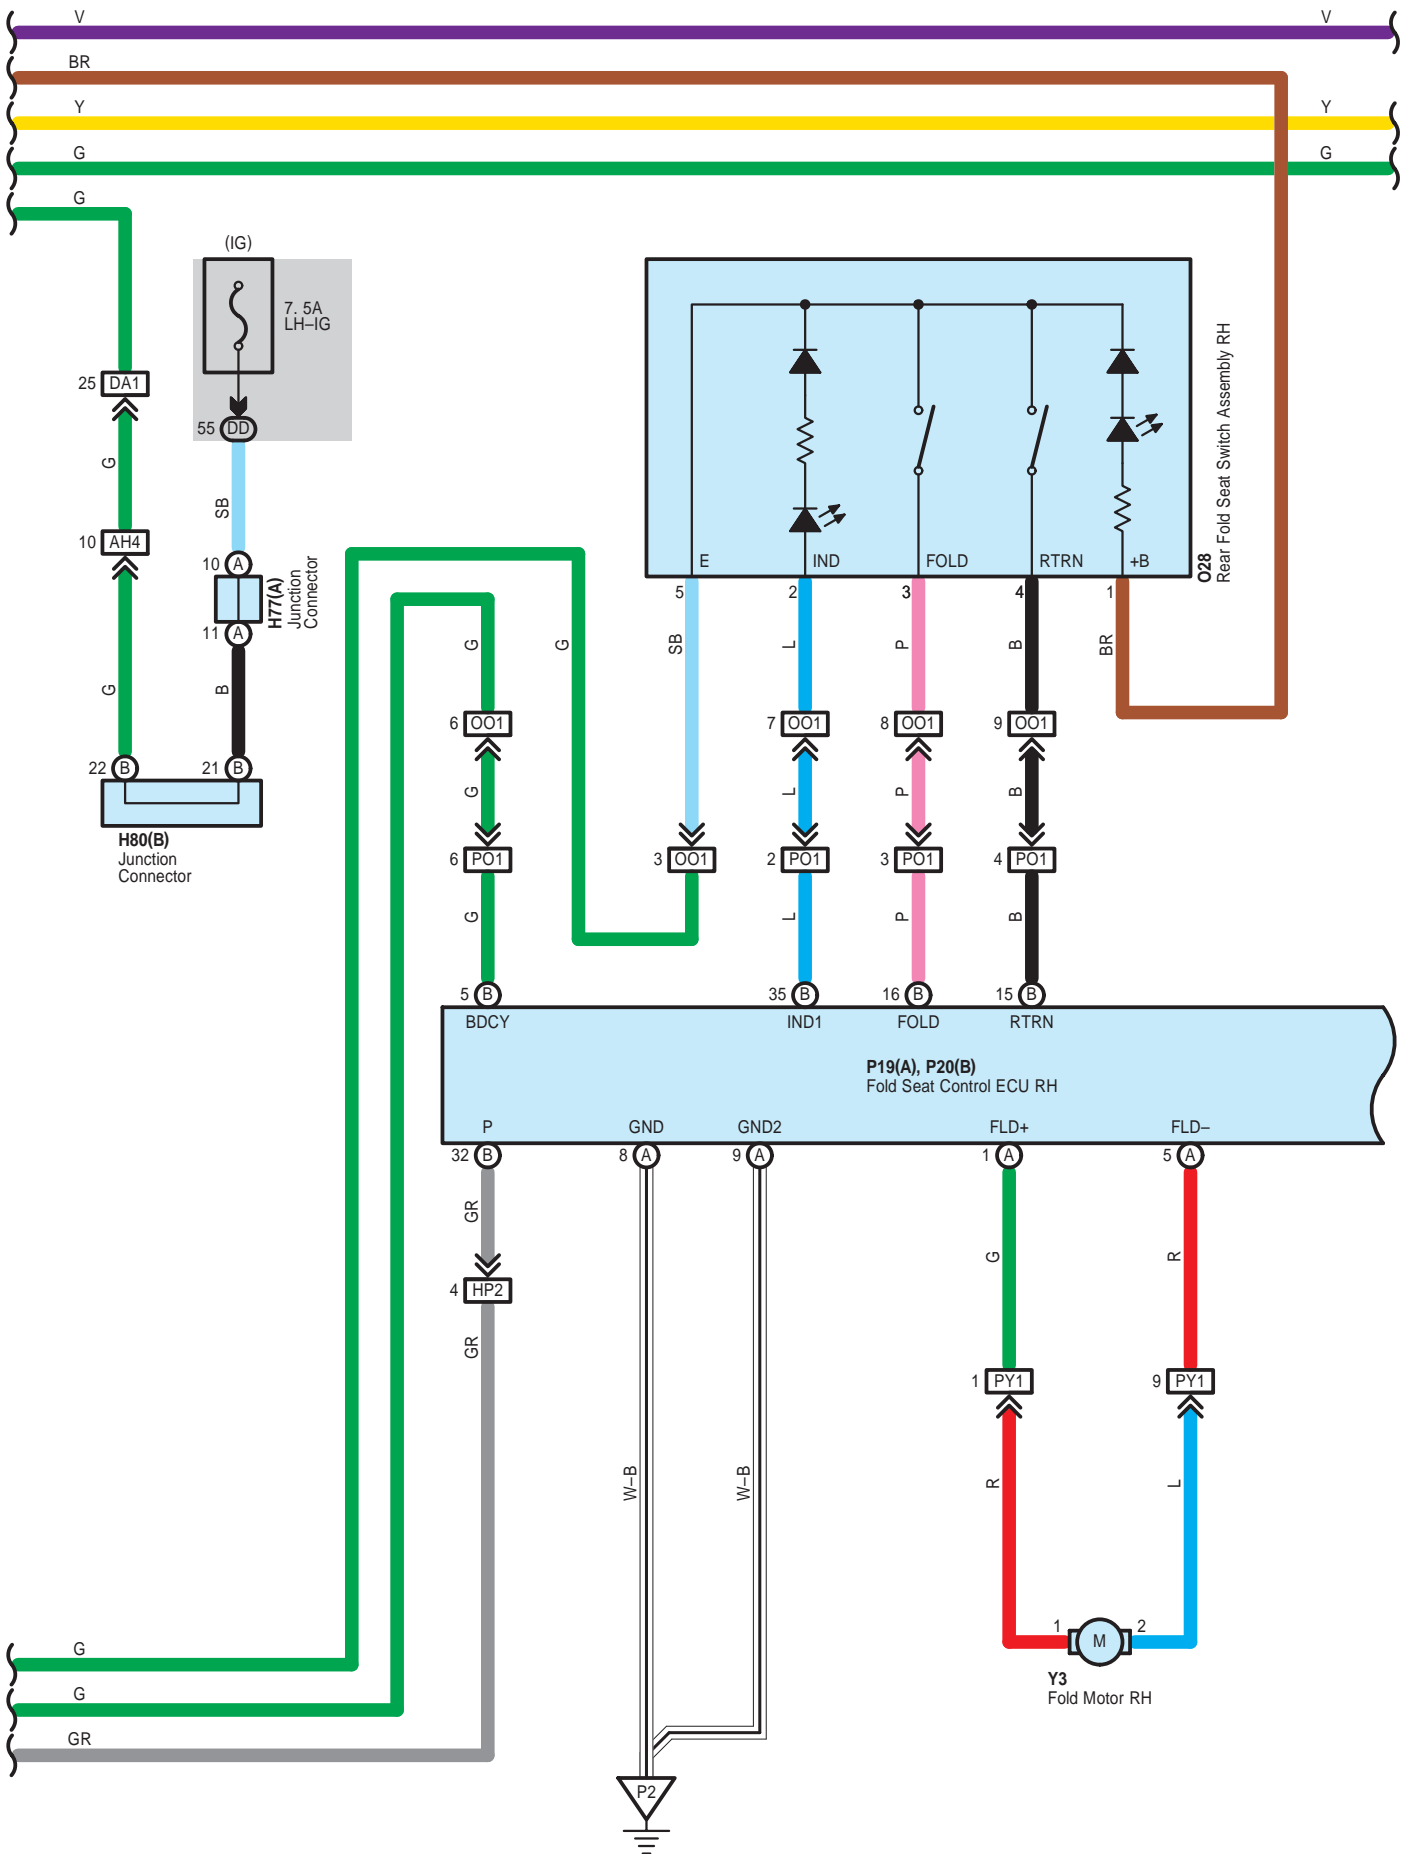 V V
BR
Y Y
G G
G
(IG)
7. 5A
LH–IG
25 DA1
55 DD
G
SB
10 AH4
10 A
H77(A)
Junction
Connector
11 A
G
B
22 B 21 B
H80(B)
Junction
Connector
E IND FOLD RTRN +B
5 2 3 4 1
O28
Rear Fold Seat Switch Assembly RH
G G SB L P B BR
6 OO1 7 OO1 8 OO1 9 OO1
G L P B
6 PO1 3 OO1 2 PO1 3 PO1 4 PO1
G L P B
5 B 35 B 16 B 15 B
BDCY IND1 FOLD RTRN
P19(A), P20(B)
Fold Seat Control ECU RH
P GND GND2 FLD+ FLD–
32 B 8 A 9 A 1 A 5 A
GR
G R
4 HP2
GR
1 PY1 9 PY1
W–B W–B R L
1 M 2
Y3
Fold Motor RH
G
G
GR
P2